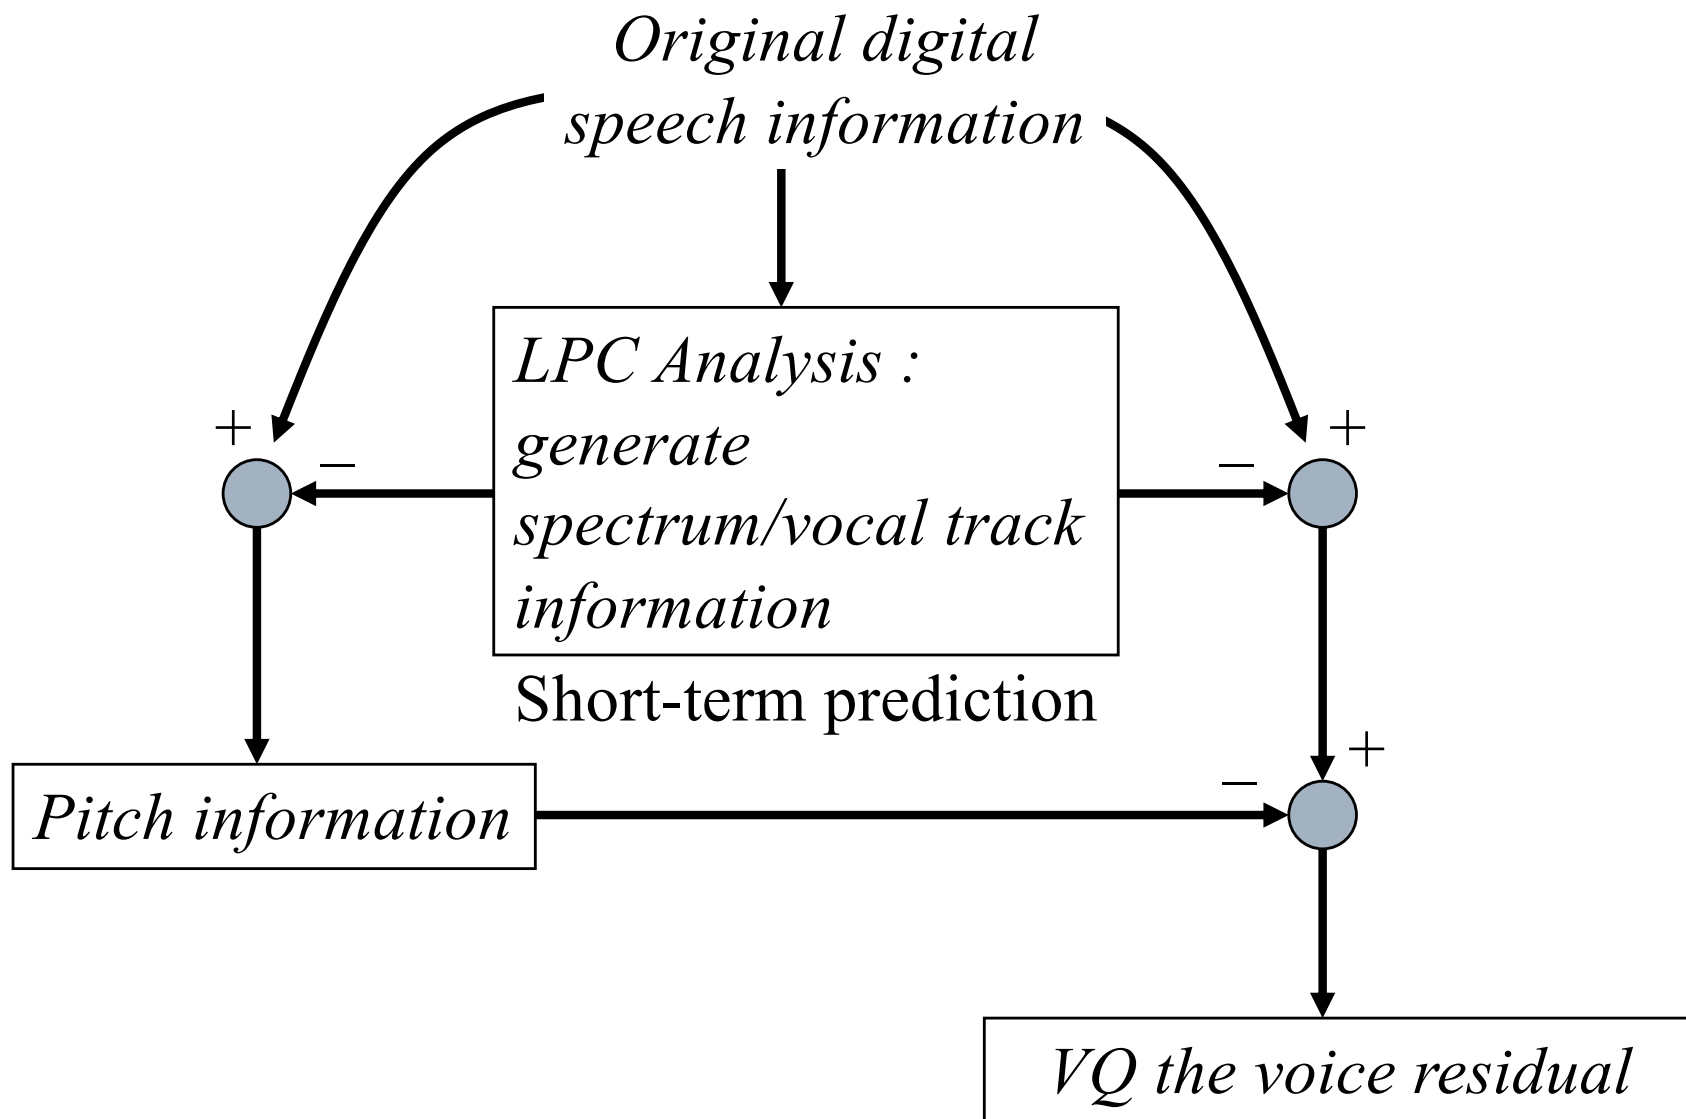 Original digital
speech information
LPC Analysis :
generate
spectrum/vocal track
information
+
−
−
+
Short-term prediction
+
−
Pitch information
VQ the voice residual